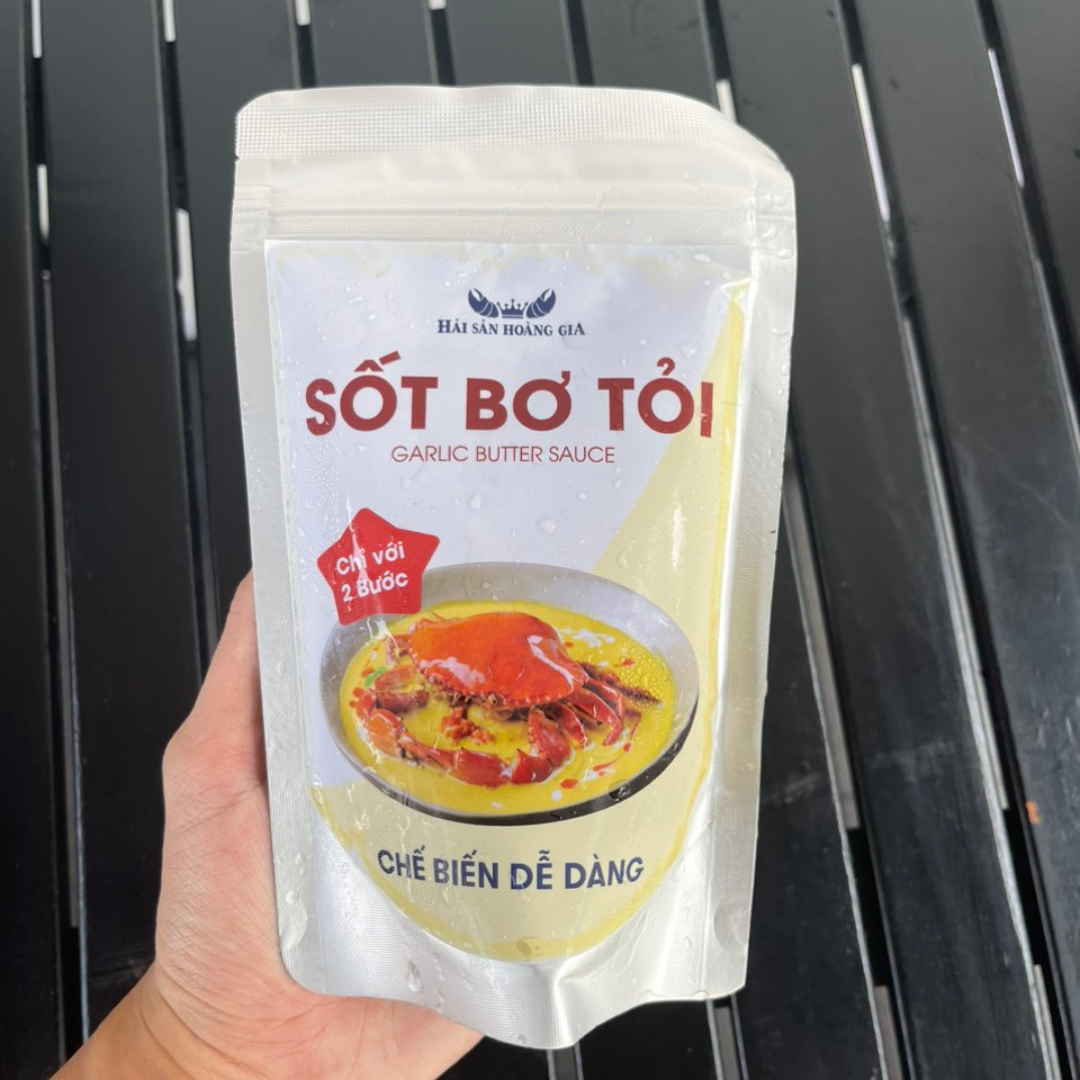 HẢI SẢN HOÀNG GIA
SỐT BƠ TỎI
GARLIC BUTTER SAUCE
Chỉ với
2 Bước
CHẾ BIẾN DỄ DÀNG